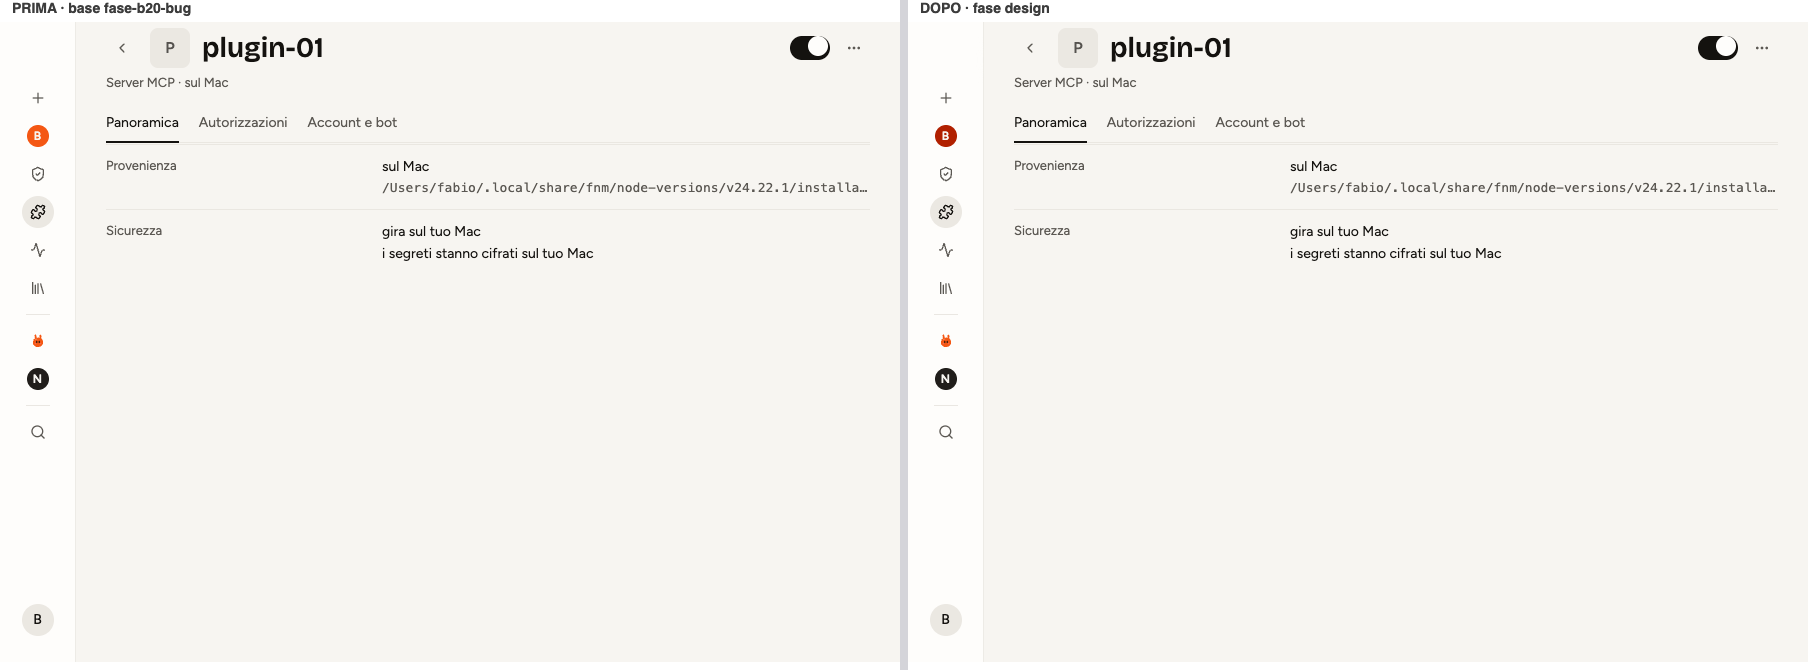 PRIMA · base fase-b20-bug
P plugin-01
Server MCP · sul Mac
Panoramica Autorizzazioni Account e bot
B
Provenienza sul Mac
/Users/fabio/.local/share/fnm/node-versions/v24.22.1/installa…
Sicurezza gira sul tuo Mac
i segreti stanno cifrati sul tuo Mac
N
B
DOPO · fase design
P plugin-01
Server MCP · sul Mac
Panoramica Autorizzazioni Account e bot
B
Provenienza sul Mac
/Users/fabio/.local/share/fnm/node-versions/v24.22.1/installa…
Sicurezza gira sul tuo Mac
i segreti stanno cifrati sul tuo Mac
N
B